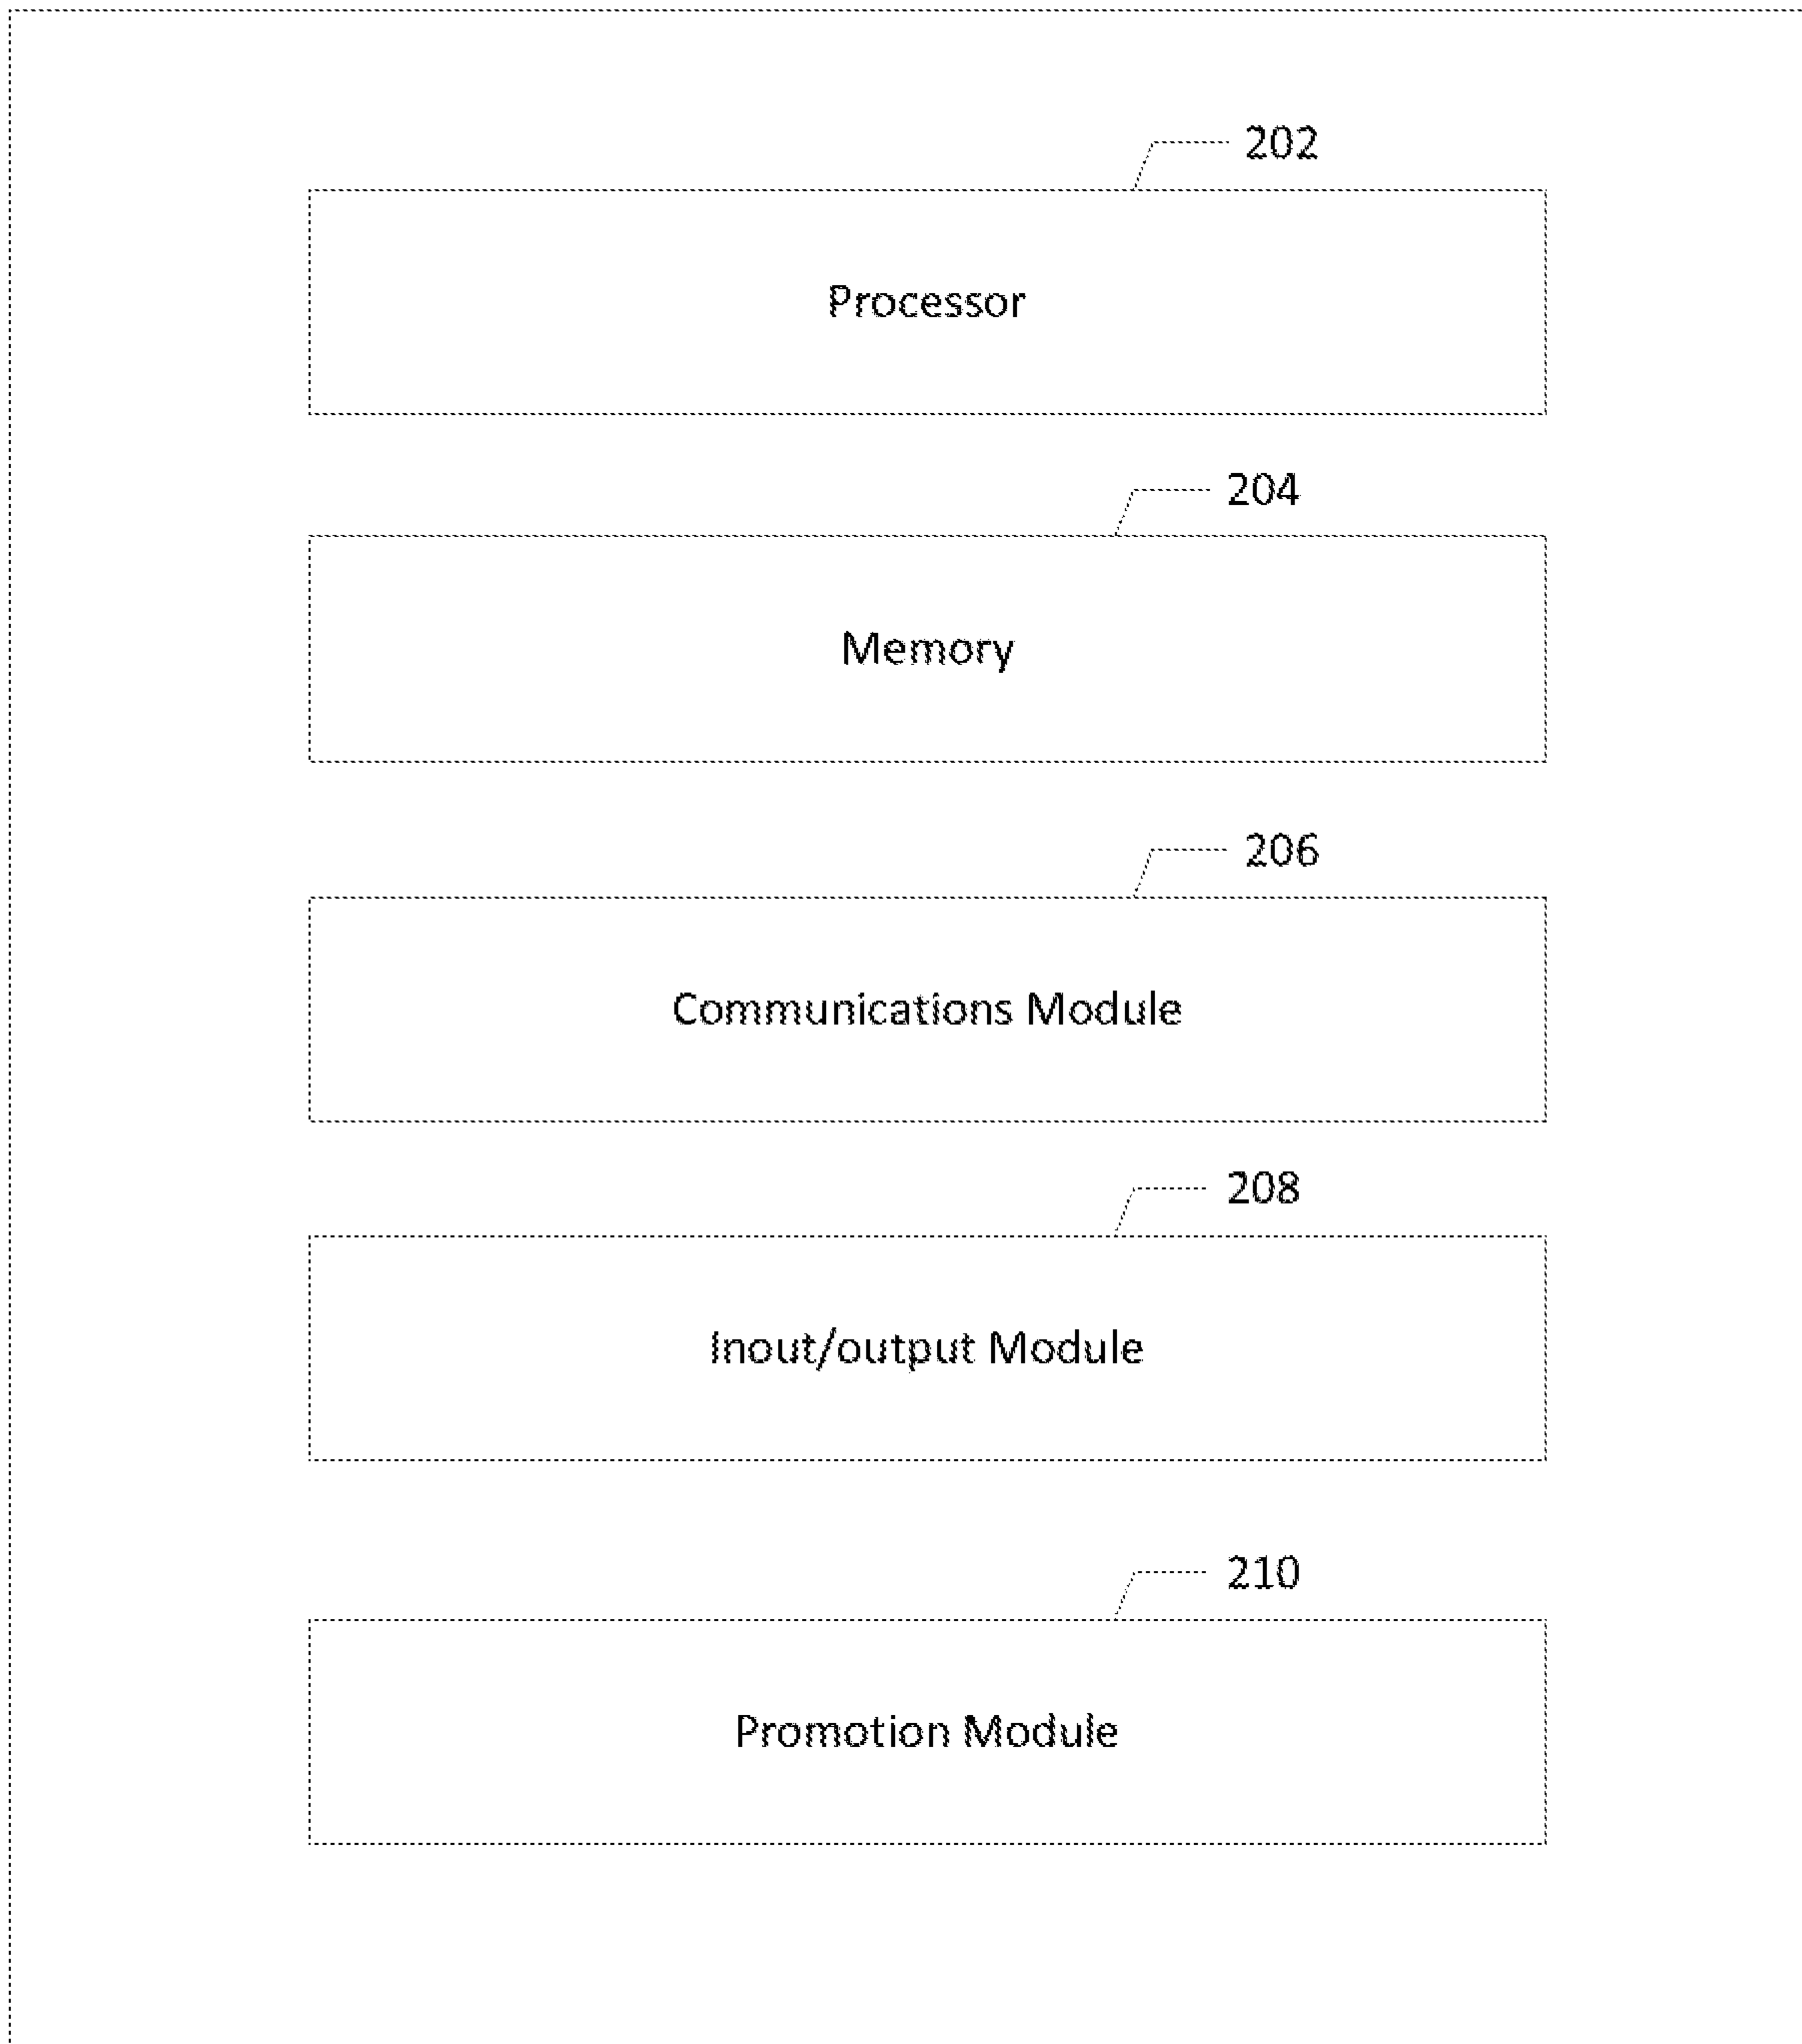 202
Processor
204
Memory
206
Communications Module
208
Inout/output Module
210
Promotion Module